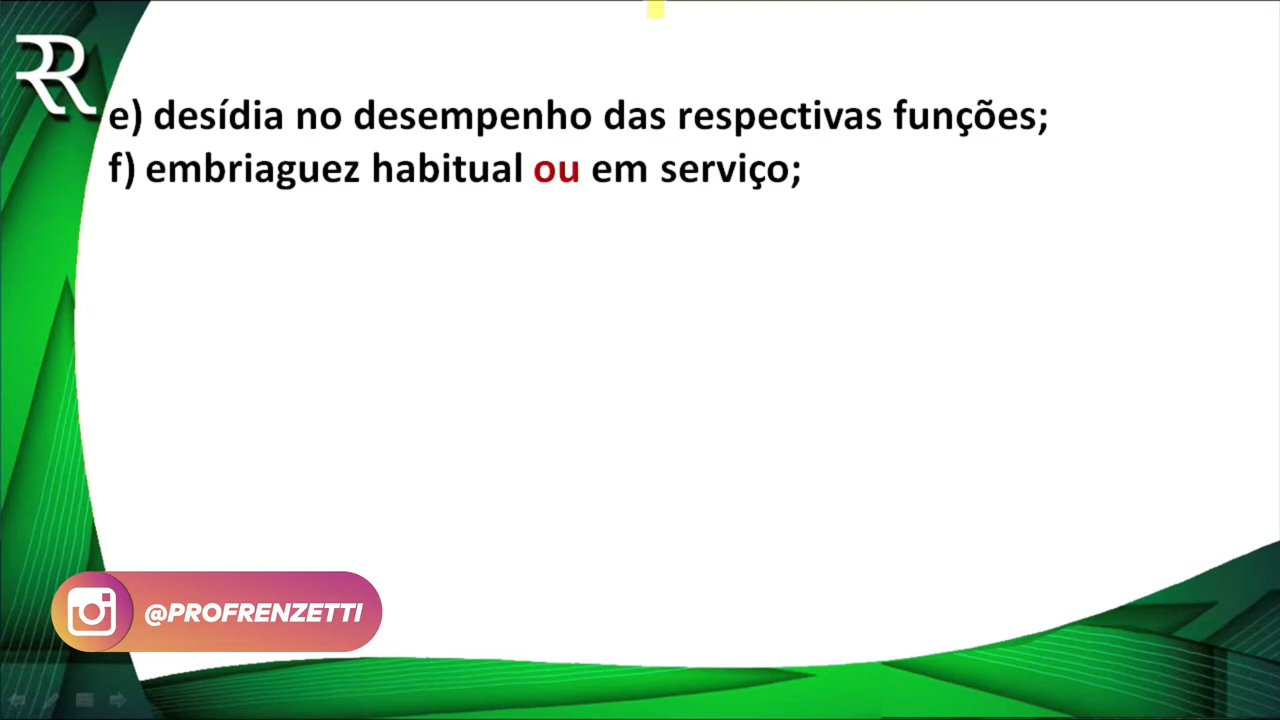 e) desídia no desempenho das respectivas funções;
f) embriaguez habitual ou em serviço;
@PROFRENZETTI